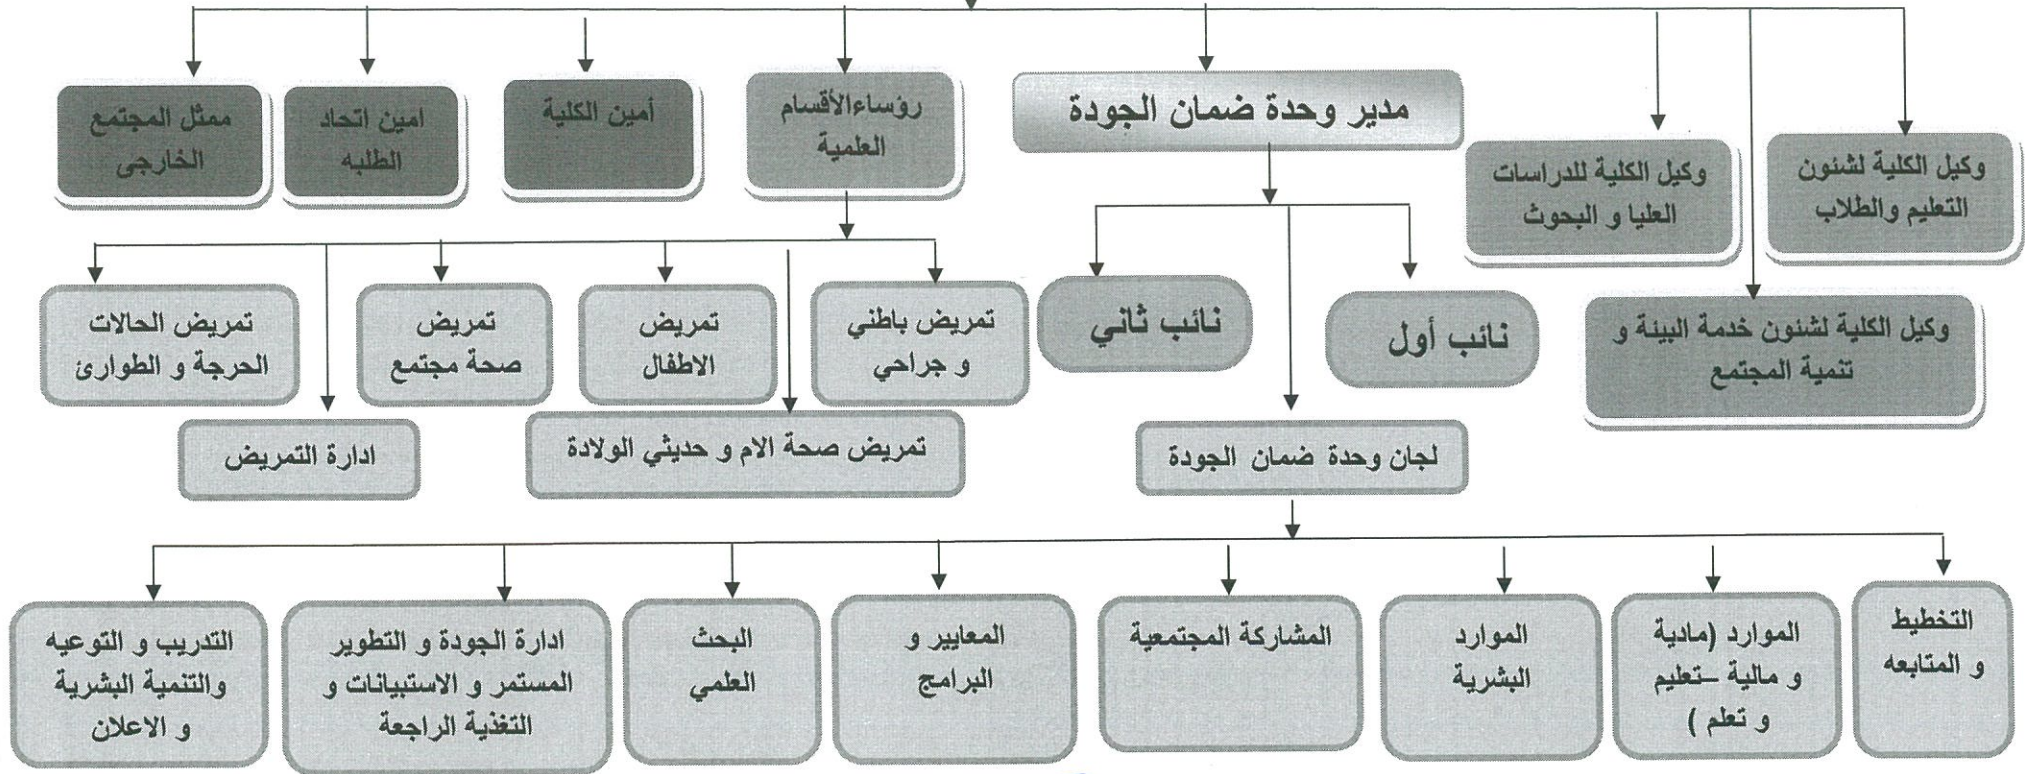 وكيل الكلية لشئون
التعليم والطلاب
وكيل الكلية للدراسات
العليا و البحوث
وكيل الكلية لشئون خدمة البيئة و
تنمية المجتمع
مدير وحدة ضمان الجودة
رؤساءالأقسام
العلمية
أمين الكلية
امين اتحاد
الطلبه
ممثل المجتمع
الخارجى
نائب أول
نائب ثاني
تمريض باطني
و جراحي
تمريض
الاطفال
تمريض
صحة مجتمع
تمريض الحالات
الحرجة و الطوارئ
لجان وحدة ضمان الجودة
تمريض صحة الام و حديثي الولادة
ادارة التمريض
التخطيط
و المتابعه
الموارد (مادية
و مالية –تعليم
و تعلم )
الموارد
البشرية
المشاركة المجتمعية
المعايير و
البرامج
البحث
العلمي
ادارة الجودة و التطوير
المستمر و الاستبيانات و
التغذية الراجعة
التدريب و التوعيه
والتنمية البشرية
و الاعلان